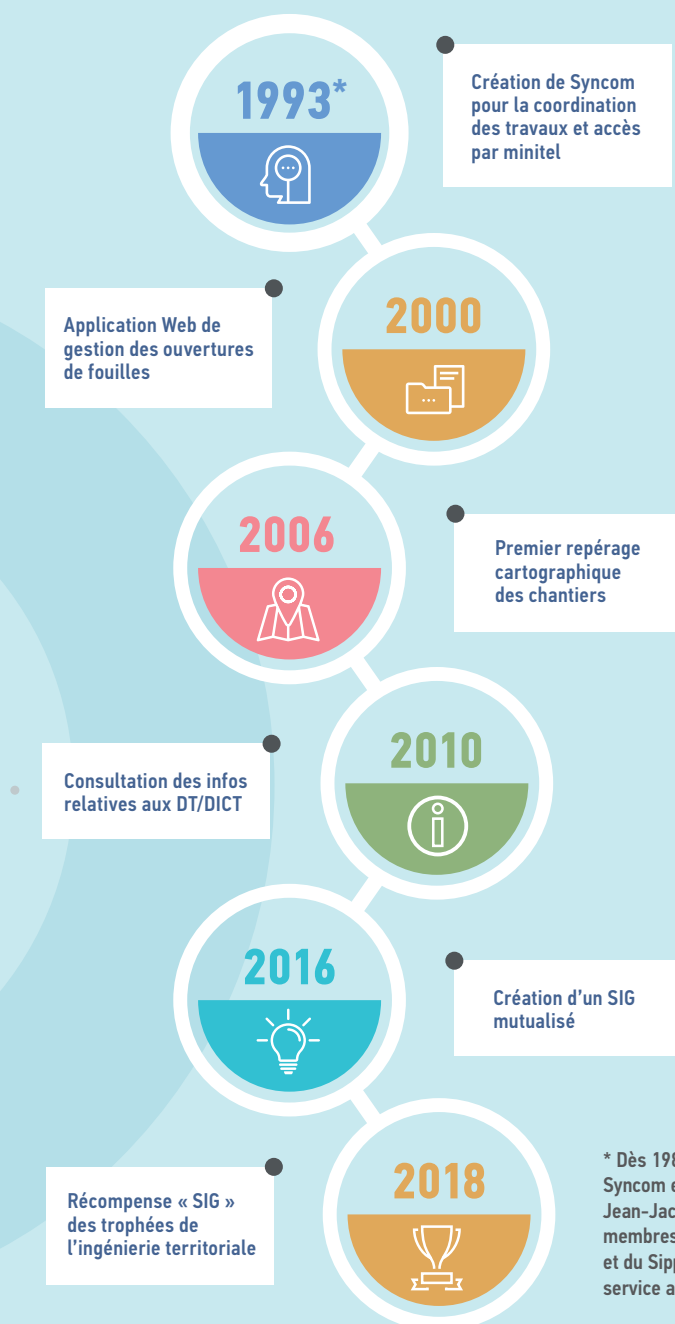 1993*
Création de Syncom
pour la coordination
des travaux et accès
par minitel
2000
Application Web de
gestion des ouvertures
de fouilles
2006
Premier repérage
cartographique
des chantiers
2010
Consultation des infos
relatives aux DT/DICT
2016
Création d’un SIG
mutualisé
2018
Récompense « SIG »
des trophées de
l’ingénierie territoriale
* Dès
Syncom
membres
et du
service